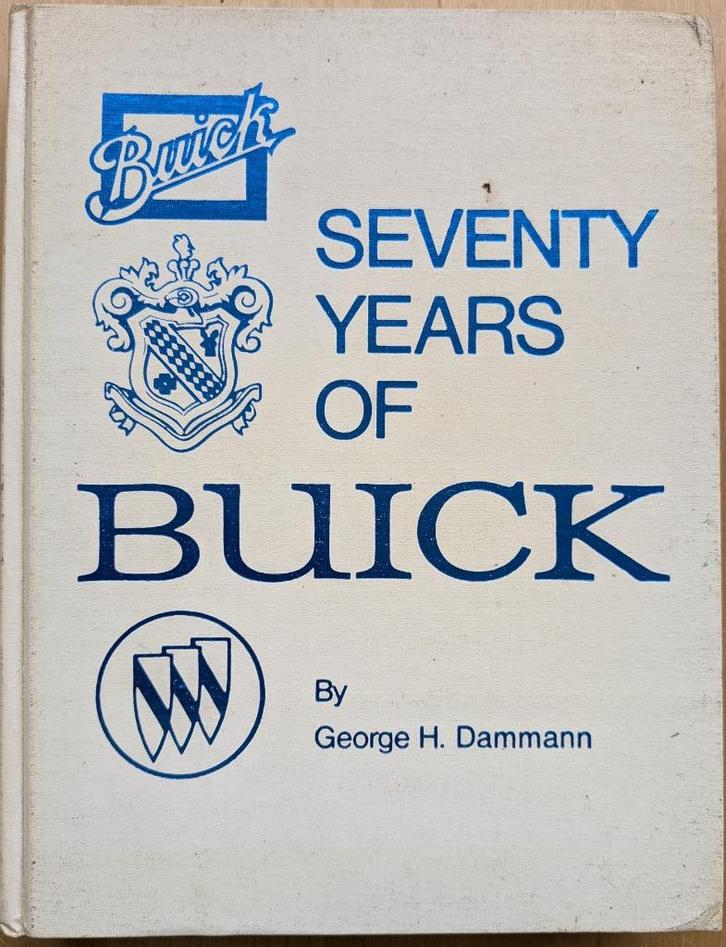 Buick
SEVENTY
YEARS
OF
BUICK
By
George H. Dammann